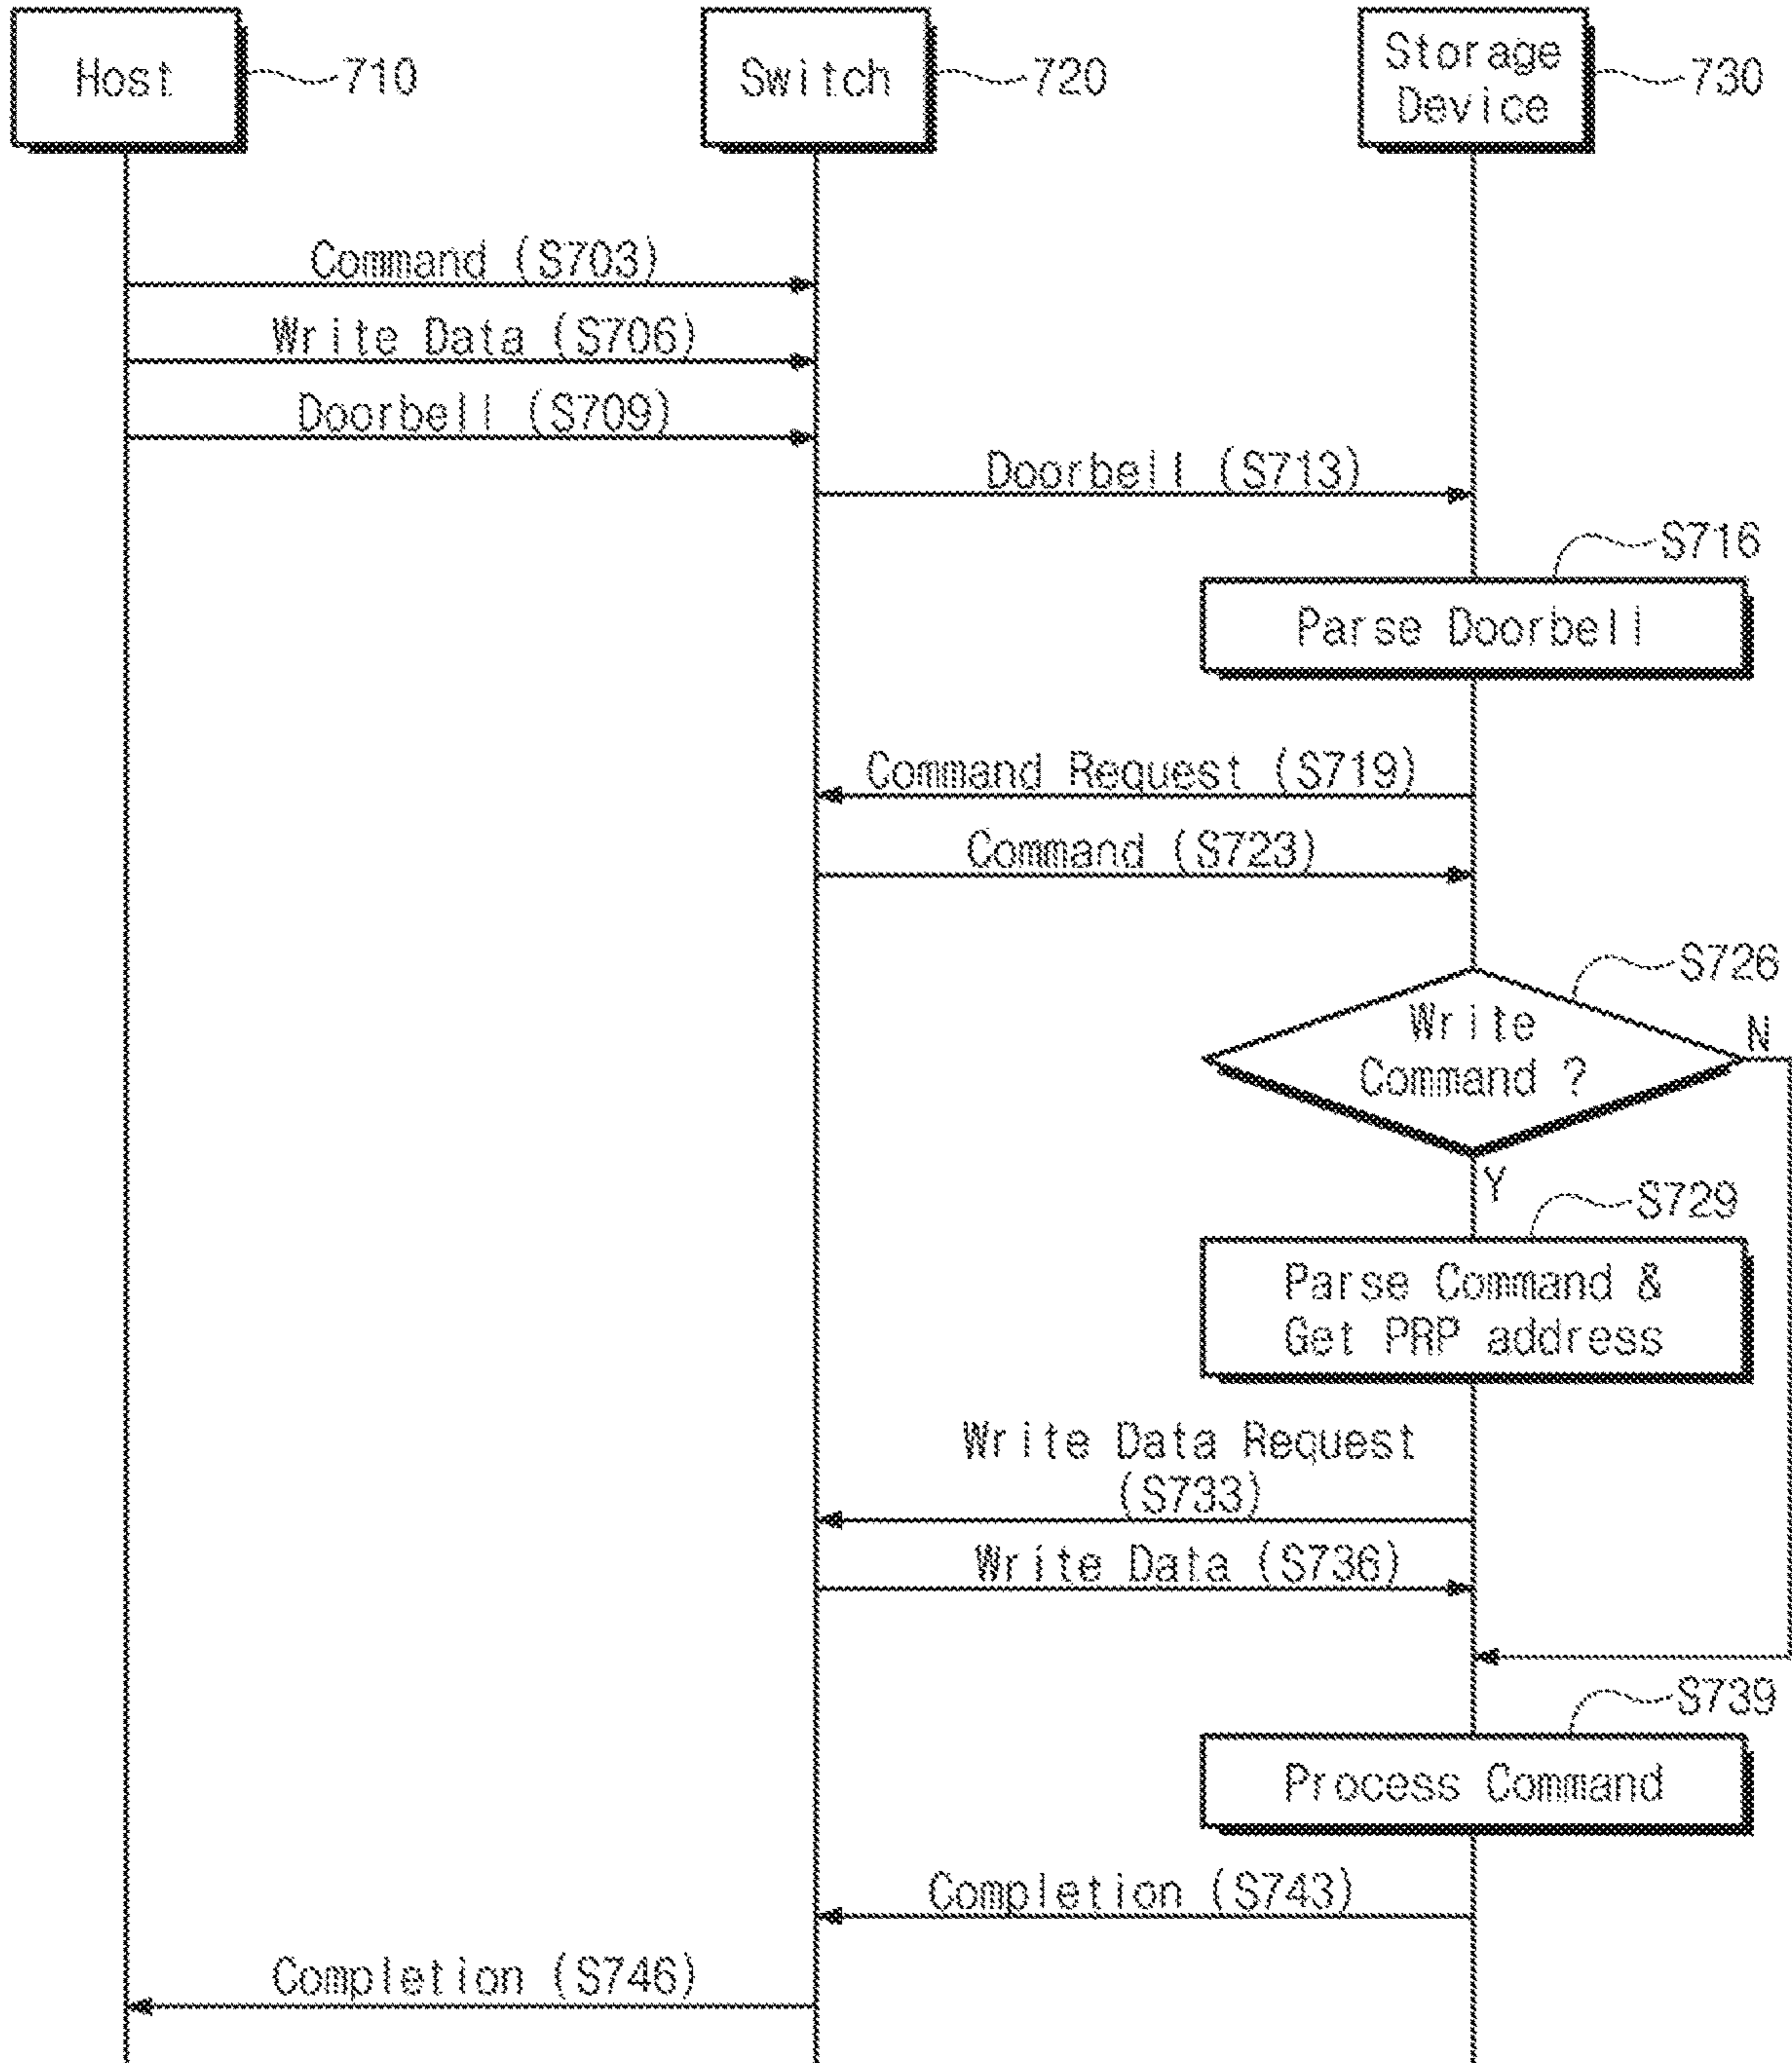 Host
710
Switch
720
Storage
Device
730
Command (S703)
Write Data (S706)
Doorbell (S709)
Doorbell (S713)
S716
Parse Doorbell
Command Request (S719)
Command (S723)
S726
Write
Command ?
N
Y
S729
Parse Command &
Get PRP address
Write Data Request
(S733)
Write Data (S736)
S739
Process Command
Completion (S743)
Completion (S746)